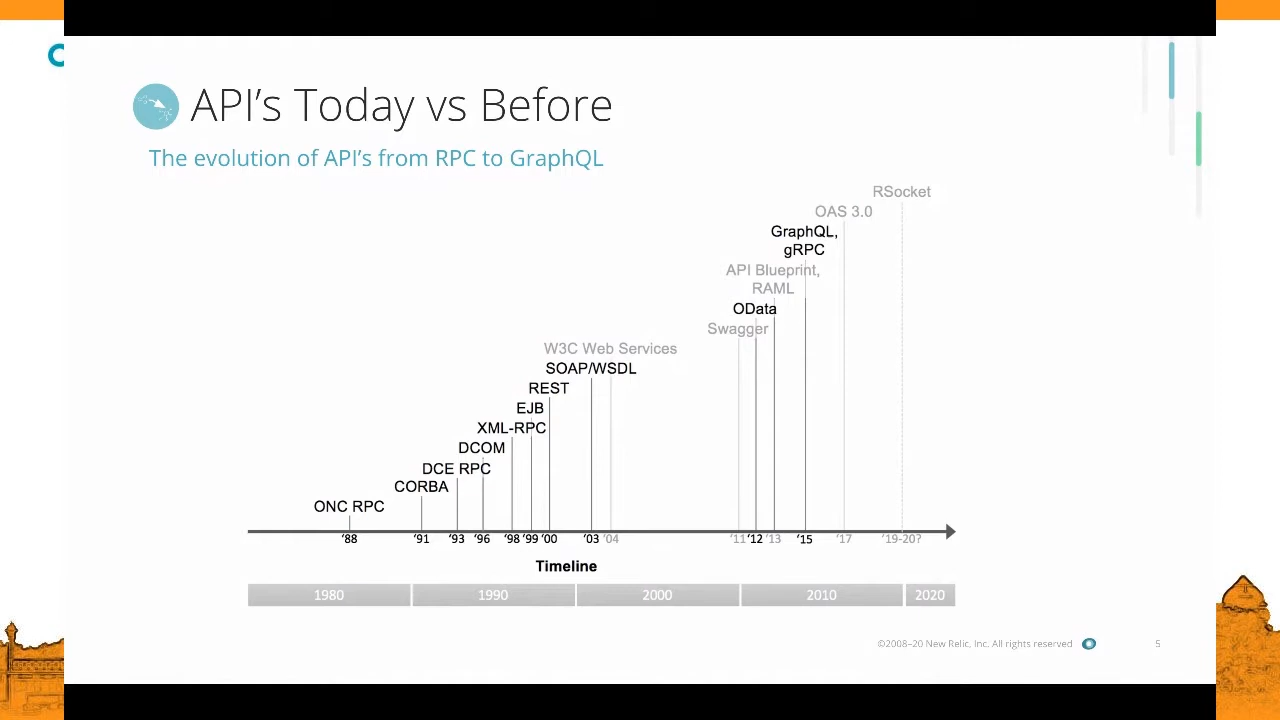 API’s Today vs Before
The evolution of API’s from RPC to GraphQL
RSocket
OAS 3.0
GraphQL,
gRPC
API Blueprint,
RAML
OData
Swagger
W3C Web Services
SOAP/WSDL
REST
EJB
XML-RPC
DCOM
DCE RPC
CORBA
ONC RPC
‘88 ‘91 ‘93 ‘96 ‘98 ‘99 ‘00 ‘03 ‘04 ‘11 ‘12 ‘13 ‘15 ‘17 ‘19-20?
Timeline
1980 1990 2000 2010 2020
©2008–20 New Relic, Inc. All rights reserved 5